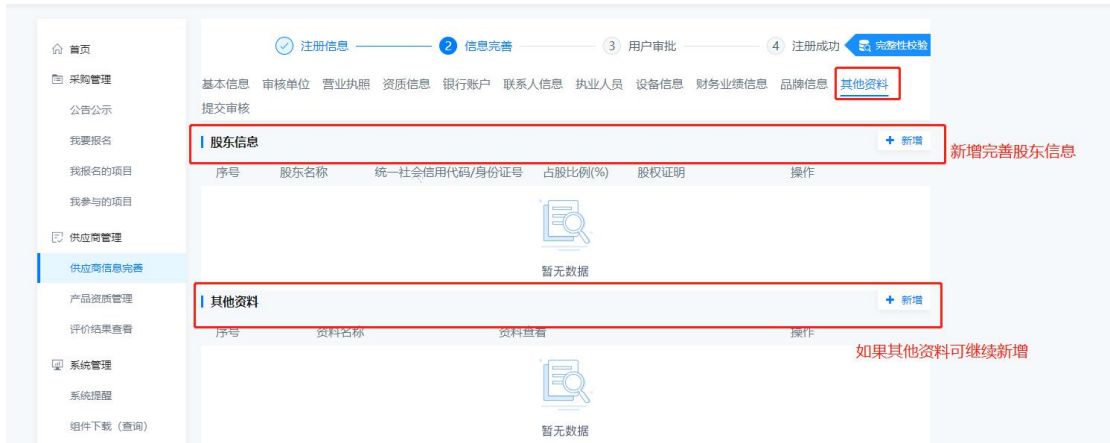 首页
采购管理
公告公示
我要报名
我报名的项目
我参与的项目
供应商管理
供应商信息完善
产品资质管理
评价结果查看
系统管理
系统提醒
组件下载（查询）
注册信息 2 信息完善 3 用户审批 4 注册成功 完整性校验
基本信息 审核单位 营业执照 资质信息 银行账户 联系人信息 执业人员 设备信息 财务业绩信息 品牌信息 其他资料
提交审核
股东信息 + 新增
新增完善股东信息
序号 股东名称 统一社会信用代码/身份证号 占股比例(%) 股权证明 操作
暂无数据
其他资料 + 新增
序号 资料名称 资料查看 操作
如果其他资料可继续新增
暂无数据